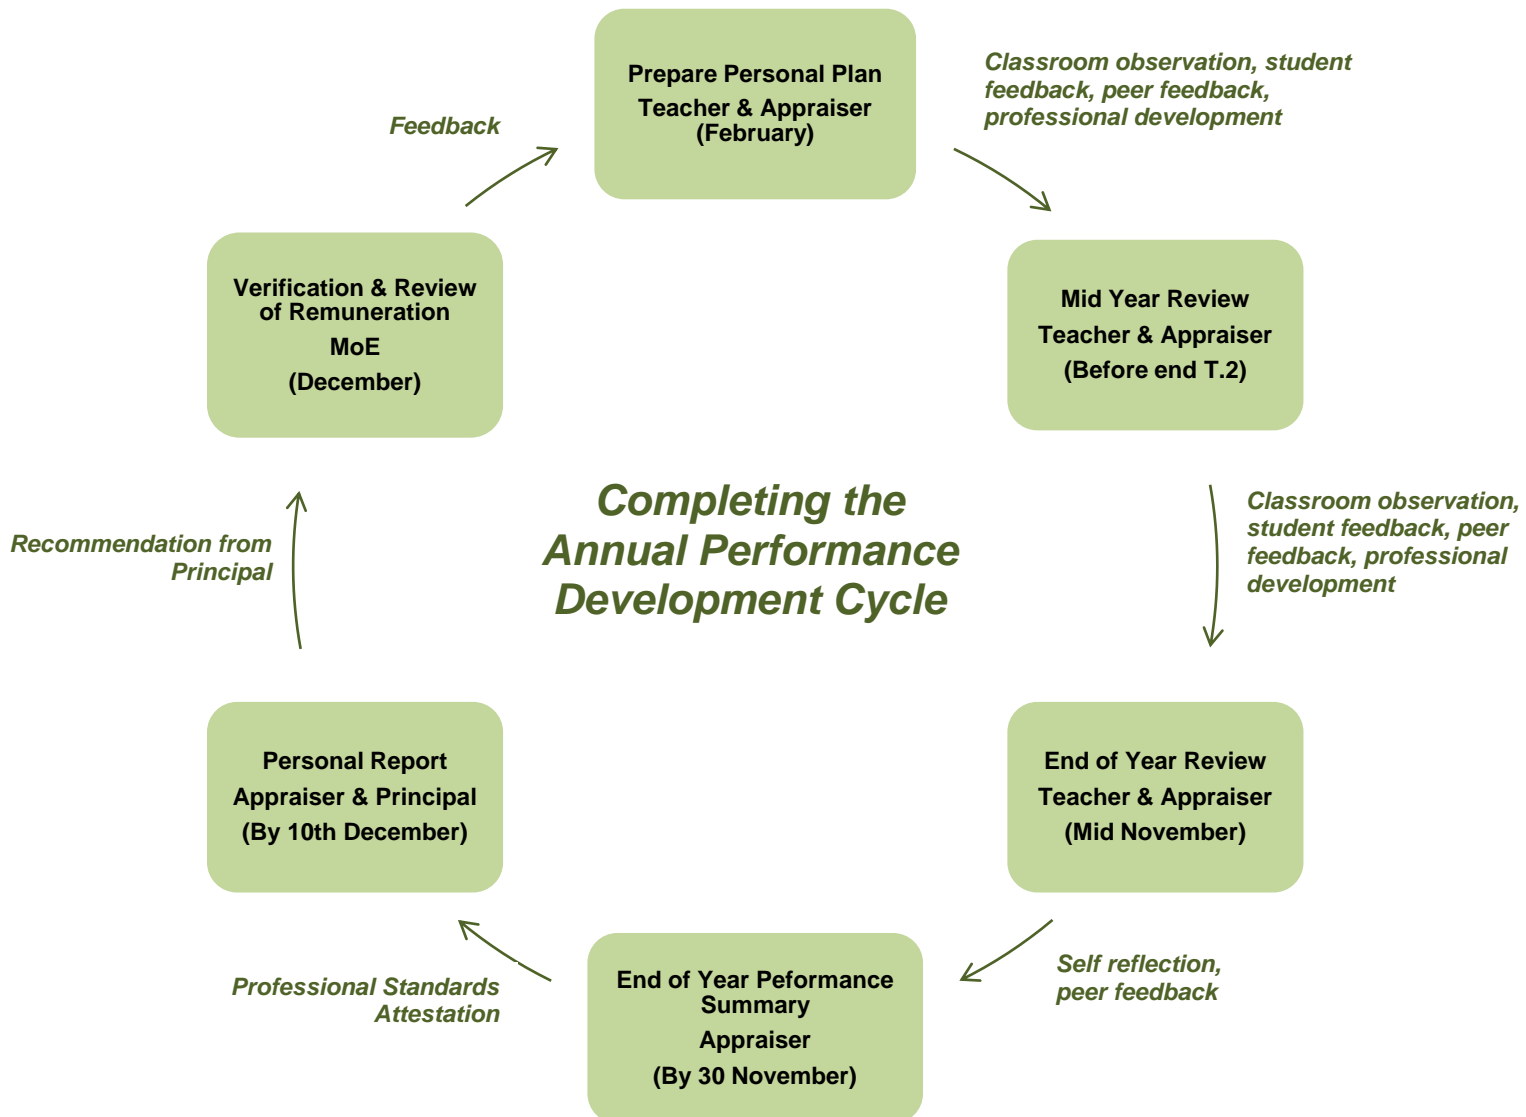 Prepare Personal Plan
Teacher & Appraiser
(February)
Classroom observation, student
feedback, peer feedback,
professional development
Mid Year Review
Teacher & Appraiser
(Before end T.2)
Classroom observation,
student feedback, peer
feedback, professional
development
End of Year Review
Teacher & Appraiser
(Mid November)
Self reflection,
peer feedback
End of Year Peformance
Summary
Appraiser
(By 30 November)
Professional Standards
Attestation
Personal Report
Appraiser & Principal
(By 10th December)
Recommendation from
Principal
Verification & Review
of Remuneration
MoE
(December)
Feedback
Completing the
Annual Performance
Development Cycle